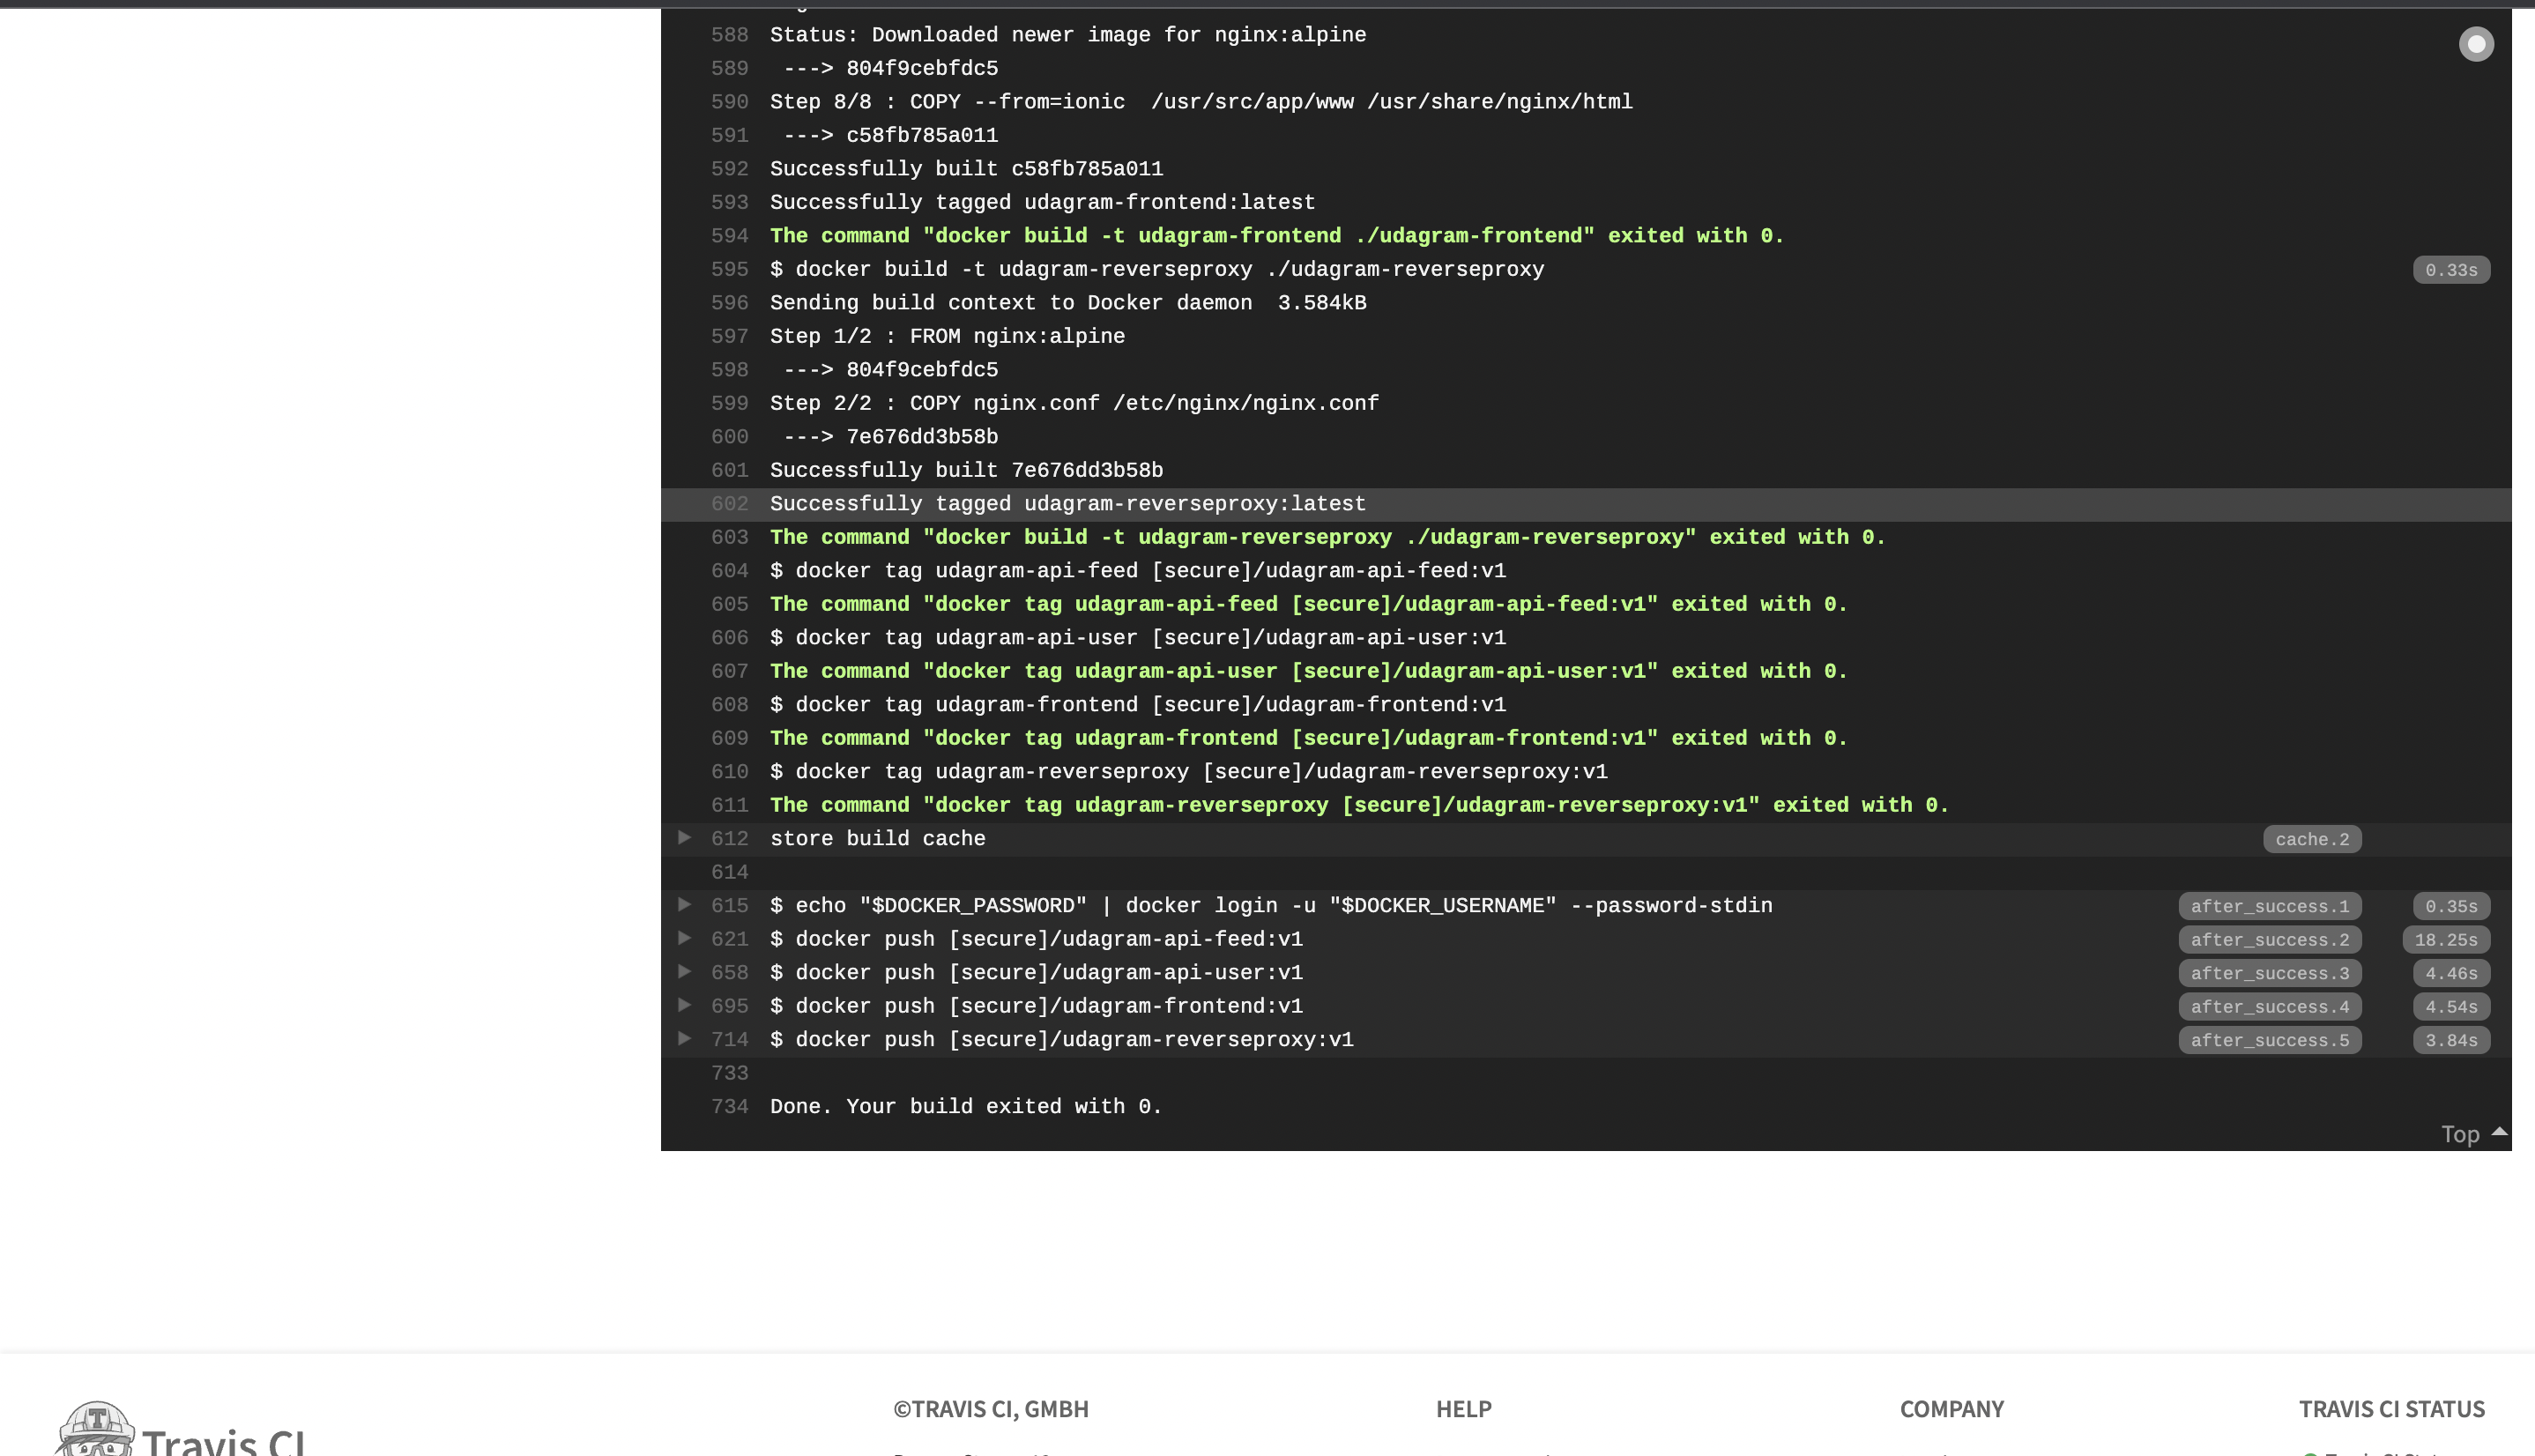 588 Status: Downloaded newer image for nginx:alpine
589 ---> 804f9cebfdc5
590 Step 8/8 : COPY --from=ionic  /usr/src/app/www /usr/share/nginx/html
591 ---> c58fb785a011
592 Successfully built c58fb785a011
593 Successfully tagged udagram-frontend:latest
594 The command "docker build -t udagram-frontend ./udagram-frontend" exited with 0.
595 $ docker build -t udagram-reverseproxy ./udagram-reverseproxy 0.33s
596 Sending build context to Docker daemon  3.584kB
597 Step 1/2 : FROM nginx:alpine
598 ---> 804f9cebfdc5
599 Step 2/2 : COPY nginx.conf /etc/nginx/nginx.conf
600 ---> 7e676dd3b58b
601 Successfully built 7e676dd3b58b
602 Successfully tagged udagram-reverseproxy:latest
603 The command "docker build -t udagram-reverseproxy ./udagram-reverseproxy" exited with 0.
604 $ docker tag udagram-api-feed [secure]/udagram-api-feed:v1
605 The command "docker tag udagram-api-feed [secure]/udagram-api-feed:v1" exited with 0.
606 $ docker tag udagram-api-user [secure]/udagram-api-user:v1
607 The command "docker tag udagram-api-user [secure]/udagram-api-user:v1" exited with 0.
608 $ docker tag udagram-frontend [secure]/udagram-frontend:v1
609 The command "docker tag udagram-frontend [secure]/udagram-frontend:v1" exited with 0.
610 $ docker tag udagram-reverseproxy [secure]/udagram-reverseproxy:v1
611 The command "docker tag udagram-reverseproxy [secure]/udagram-reverseproxy:v1" exited with 0.
612 store build cache cache.2
614
615 $ echo "$DOCKER_PASSWORD" | docker login -u "$DOCKER_USERNAME" --password-stdin after_success.1 0.35s
621 $ docker push [secure]/udagram-api-feed:v1 after_success.2 18.25s
658 $ docker push [secure]/udagram-api-user:v1 after_success.3 4.46s
695 $ docker push [secure]/udagram-frontend:v1 after_success.4 4.54s
714 $ docker push [secure]/udagram-reverseproxy:v1 after_success.5 3.84s
733
734 Done. Your build exited with 0.
Top
©TRAVIS CI, GMBH HELP COMPANY TRAVIS CI STATUS
T
Travis CI